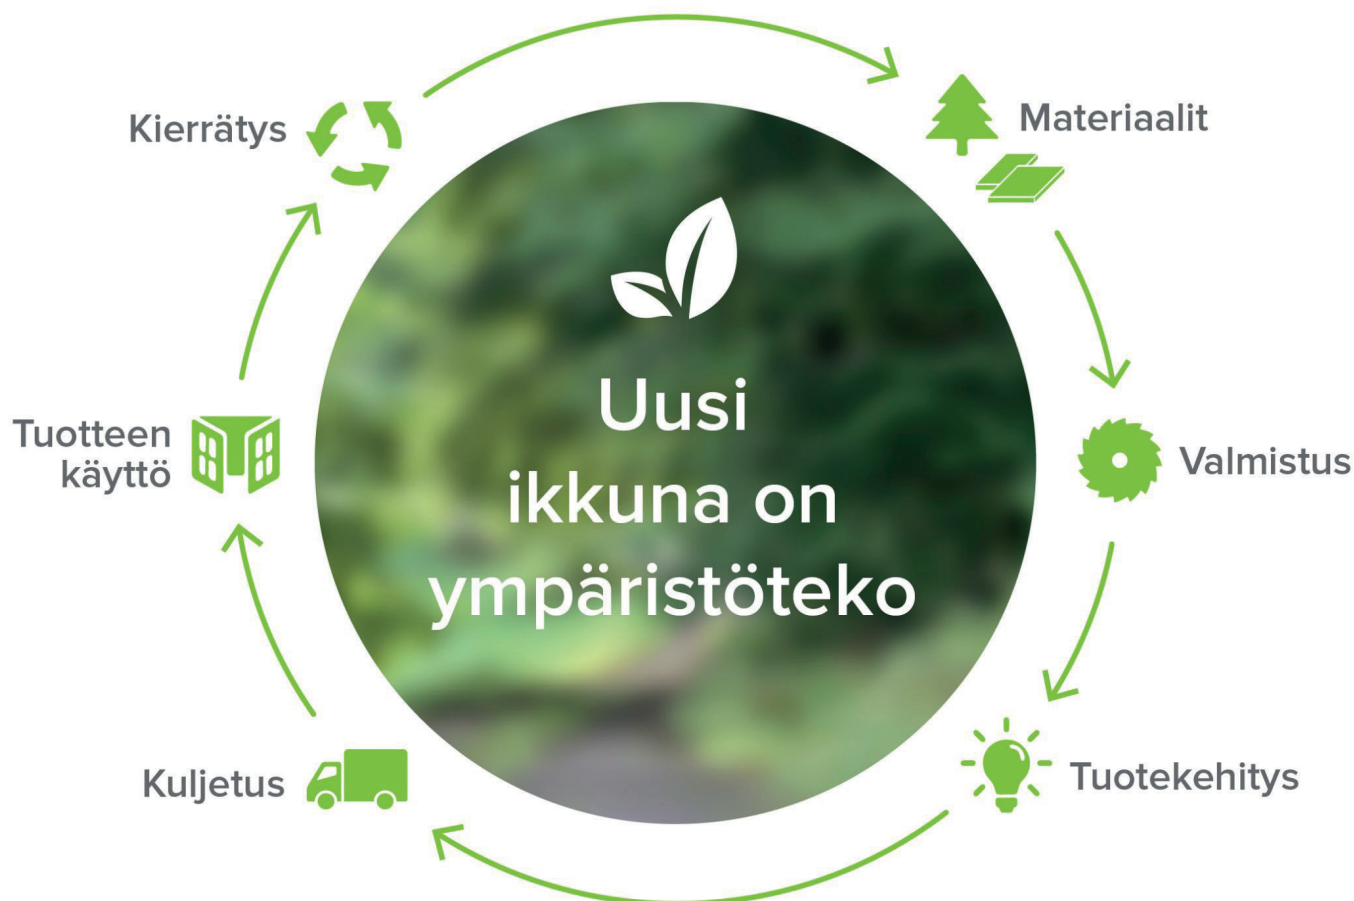 Kierrätys
Materiaalit
Uusi
ikkuna on
ympäristöteko
Tuotteen
käyttö
Valmistus
Kuljetus
Tuotekehitys